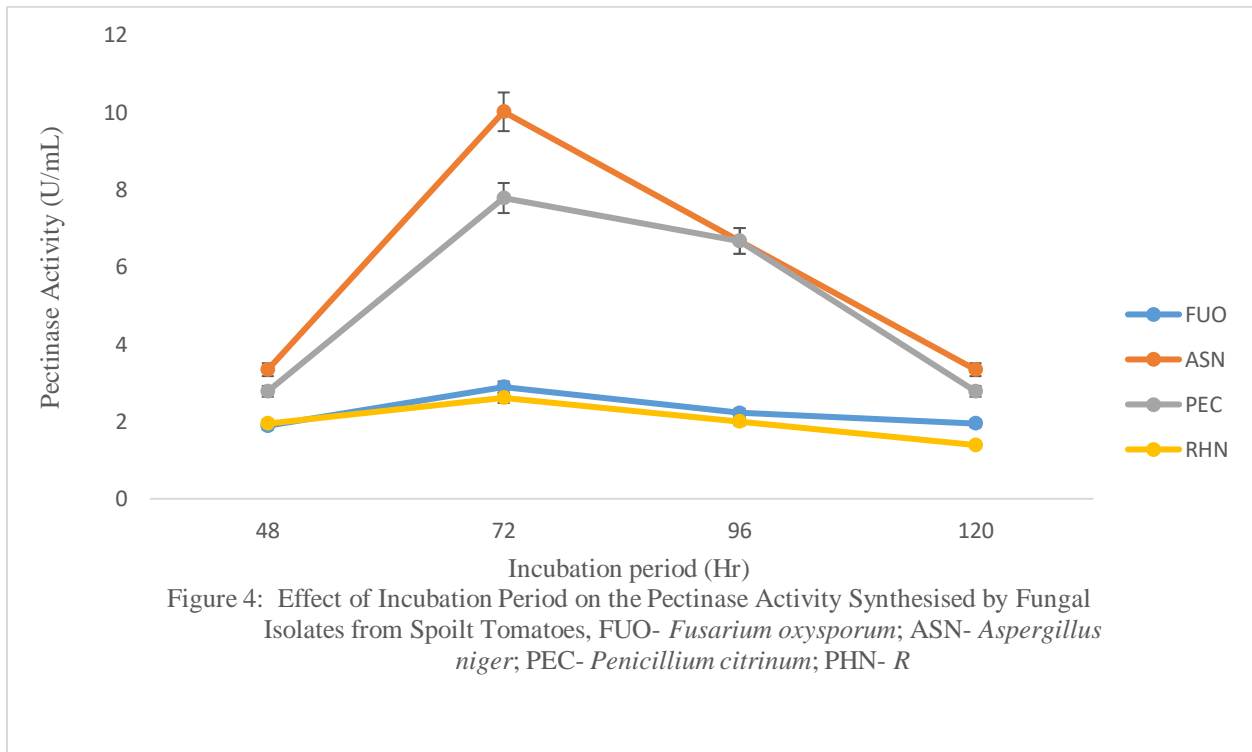 12
10
8
6
4
2
0
Pectinase Activity (U/mL)
48 72 96 120
Incubation period (Hr)
FUO
ASN
PEC
RHN
Figure 4: Effect of Incubation Period on the Pectinase Activity Synthesised by Fungal
Isolates from Spoilt Tomatoes, FUO- Fusarium oxysporum; ASN- Aspergillus
niger; PEC- Penicillium citrinum; PHN- R